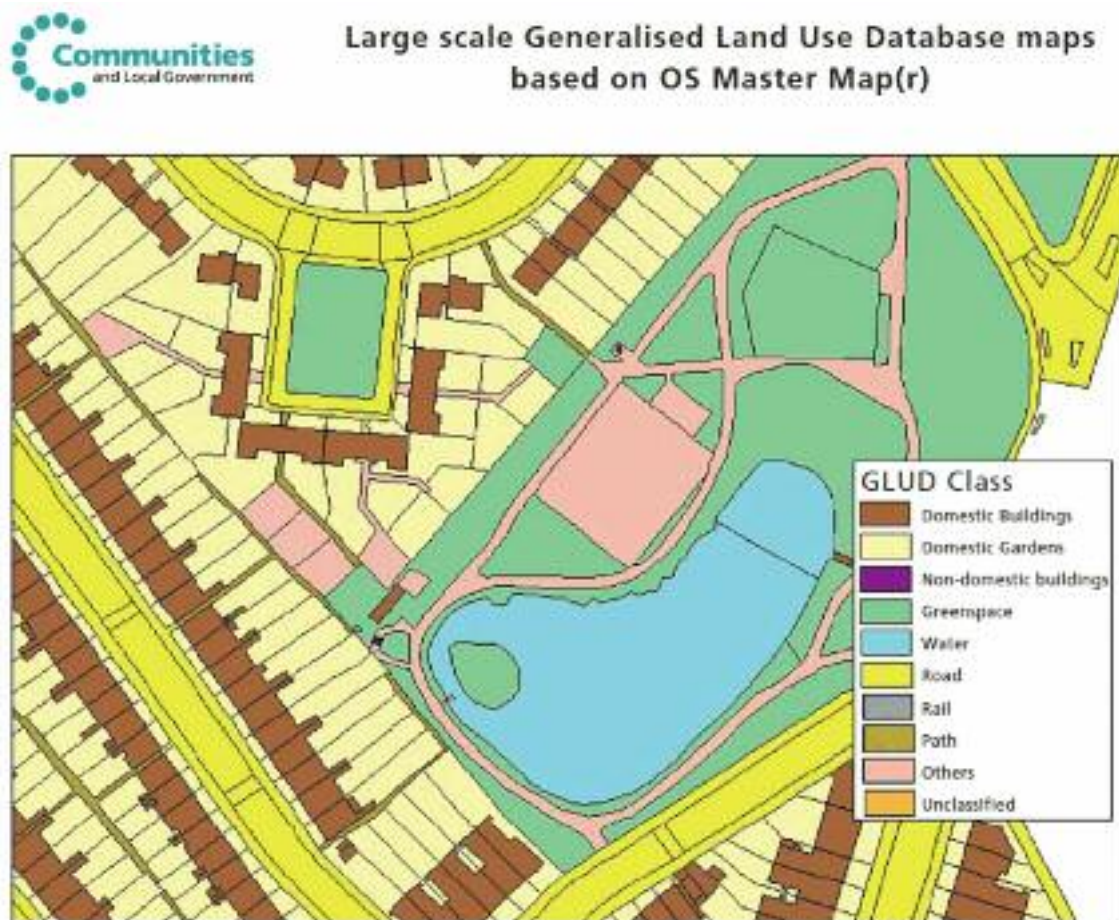 Communities
and Local Government
Large scale Generalised Land Use Database maps
based on OS Master Map(r)
GLUD Class
Domestic Buildings
Domestic Gardens
Non-domestic buildings
Greenspace
Water
Road
Rail
Path
Others
Unclassified